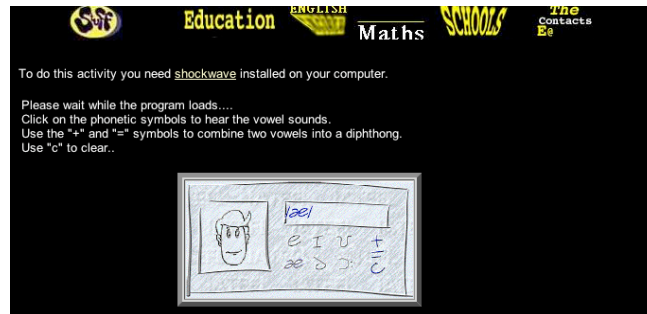 Stuff Education ENGLISH Maths SCHOOLS The
Contacts
E@
To do this activity you need shockwave installed on your computer.
Please wait while the program loads....
Click on the phonetic symbols to hear the vowel sounds.
Use the "+" and "=" symbols to combine two vowels into a diphthong.
Use "c" to clear..
/æ/
e I ʊ +
=
æ ɔ ɔ: c